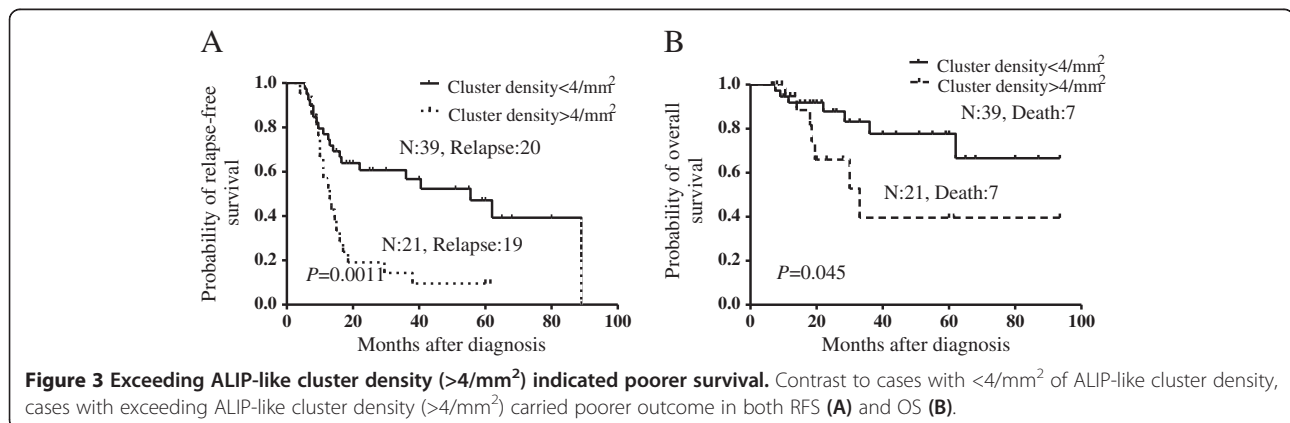 A
Probability of relapse-free
survival
1.0
0.8
0.6
0.4
0.2
0.0
Cluster density<4/mm²
Cluster density>4/mm²
N:39, Relapse:20
N:21, Relapse:19
P=0.0011
0 20 40 60 80 100
Months after diagnosis
B
Probability of overall
survival
1.0
0.8
0.6
0.4
0.2
0.0
Cluster density<4/mm²
Cluster density>4/mm²
N:39, Death:7
N:21, Death:7
P=0.045
0 20 40 60 80 100
Months after diagnosis
Figure 3 Exceeding ALIP-like cluster density (>4/mm²) indicated poorer survival. Contrast to cases with <4/mm² of ALIP-like cluster density,
cases with exceeding ALIP-like cluster density (>4/mm²) carried poorer outcome in both RFS (A) and OS (B).